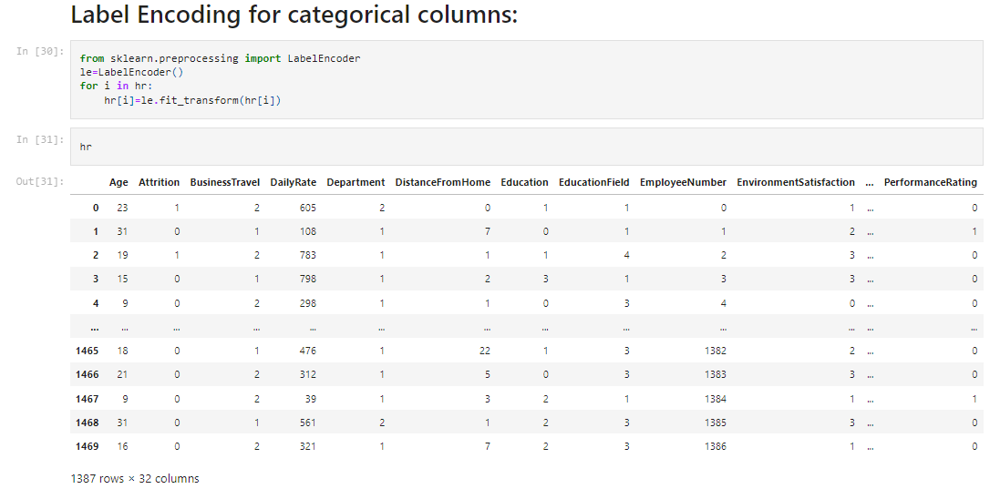 Label Encoding for categorical columns:
In [30]:
from sklearn.preprocessing import LabelEncoder
le=LabelEncoder()
for i in hr:
    hr[i]=le.fit_transform(hr[i])
In [31]:
hr
Out[31]:
Age Attrition BusinessTravel DailyRate Department DistanceFromHome Education EducationField EmployeeNumber EnvironmentSatisfaction ... PerformanceRating
0 23 1 2 605 2 0 1 1 0 1 ... 0
1 31 0 1 108 1 7 0 1 1 2 ... 1
2 19 1 2 783 1 1 1 4 2 3 ... 0
3 15 0 1 798 1 2 3 1 3 3 ... 0
4 9 0 2 298 1 1 0 3 4 0 ... 0
... ... ... ... ... ... ... ... ... ... ... ... ...
1465 18 0 1 476 1 22 1 3 1382 2 ... 0
1466 21 0 2 312 1 5 0 3 1383 3 ... 0
1467 9 0 2 39 1 3 2 1 1384 1 ... 1
1468 31 0 1 561 2 1 2 3 1385 3 ... 0
1469 16 0 2 321 1 7 2 3 1386 1 ... 0
1387 rows × 32 columns